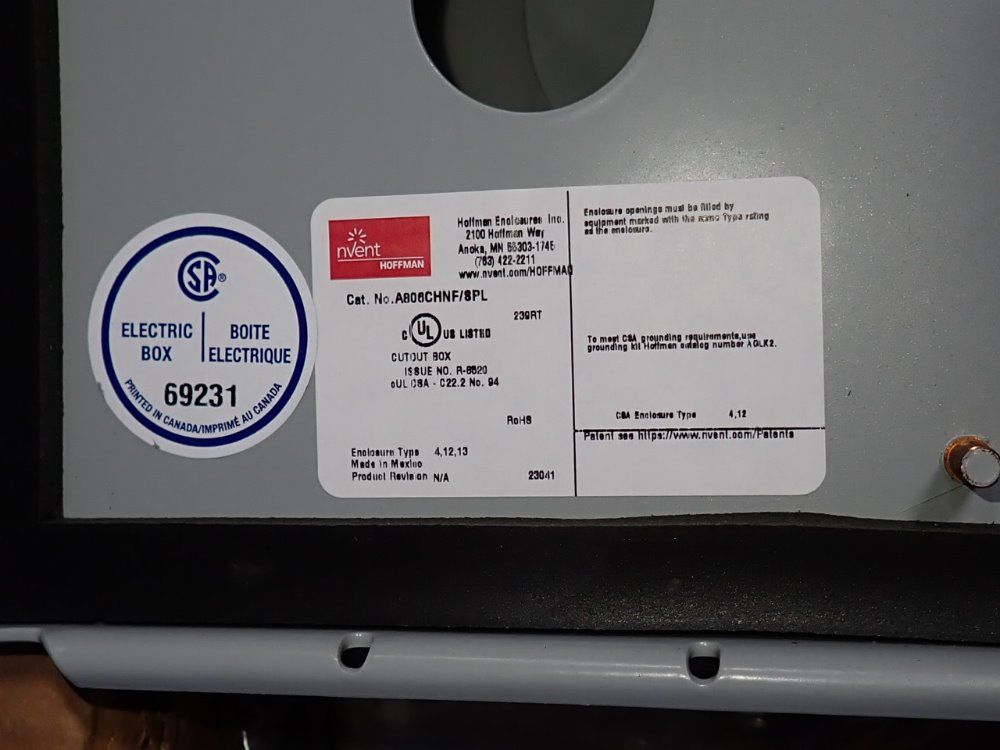 CSA®
ELECTRIC BOX
BOITE ELECTRIQUE
69231
PRINTED IN CANADA/IMPRIMÉ AU CANADA
nVent
HOFFMAN
Hoffman Enclosures Inc.
2100 Hoffman Way
Anoka, MN 55303-1745
(763) 422-2211
www.nvent.com/HOFFMAN
Cat. No. A806CHNF/SPL
239RT
C UL US LISTED
CUTOUT BOX
ISSUE NO. R-8620
cUL CSA - C22.2 No. 94
RoHS
Enclosure Type 4,12,13
Made in Mexico
Product Revision N/A
23041
Enclosure openings must be filled by
equipment marked with the same Type rating
as the enclosure.
To meet CSA grounding requirements,use
grounding kit Hoffman catalog number AGLK2.
CSA Enclosure Type 4,12
Patent see https://www.nvent.com/Patents